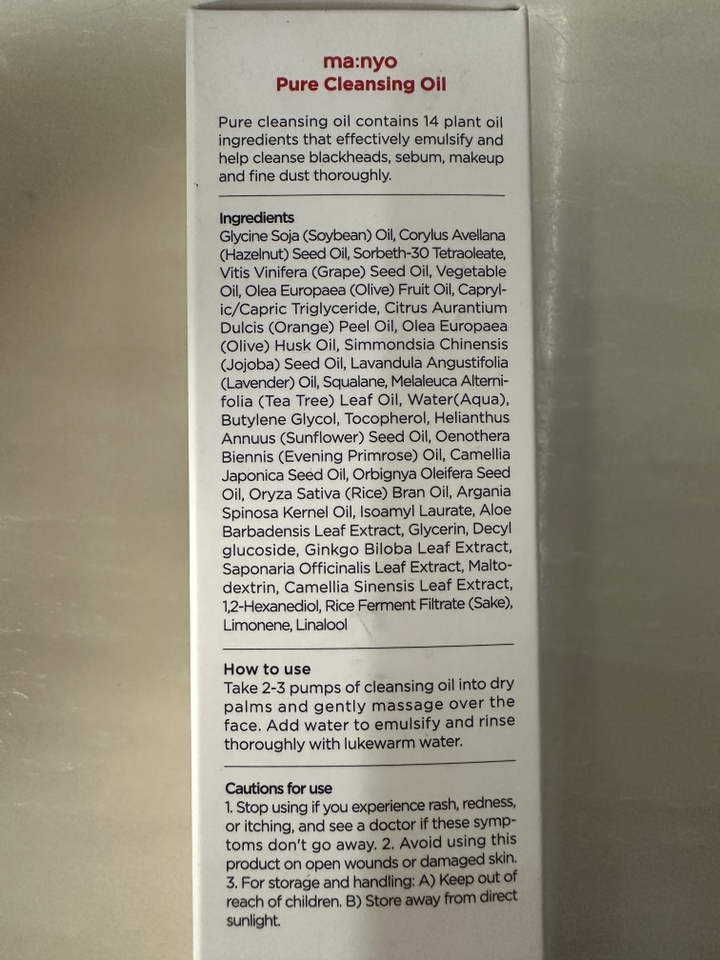 ma:nyo
Pure Cleansing Oil
Pure cleansing oil contains 14 plant oil
ingredients that effectively emulsify and
help cleanse blackheads, sebum, makeup
and fine dust thoroughly.
Ingredients
Glycine Soja (Soybean) Oil, Corylus Avellana
(Hazelnut) Seed Oil, Sorbeth-30 Tetraoleate,
Vitis Vinifera (Grape) Seed Oil, Vegetable
Oil, Olea Europaea (Olive) Fruit Oil, Capryl-
ic/Capric Triglyceride, Citrus Aurantium
Dulcis (Orange) Peel Oil, Olea Europaea
(Olive) Husk Oil, Simmondsia Chinensis
(Jojoba) Seed Oil, Lavandula Angustifolia
(Lavender) Oil, Squalane, Melaleuca Alterni-
folia (Tea Tree) Leaf Oil, Water(Aqua),
Butylene Glycol, Tocopherol, Helianthus
Annuus (Sunflower) Seed Oil, Oenothera
Biennis (Evening Primrose) Oil, Camellia
Japonica Seed Oil, Orbignya Oleifera Seed
Oil, Oryza Sativa (Rice) Bran Oil, Argania
Spinosa Kernel Oil, Isoamyl Laurate, Aloe
Barbadensis Leaf Extract, Glycerin, Decyl
glucoside, Ginkgo Biloba Leaf Extract,
Saponaria Officinalis Leaf Extract, Malto-
dextrin, Camellia Sinensis Leaf Extract,
1,2-Hexanediol, Rice Ferment Filtrate (Sake),
Limonene, Linalool
How to use
Take 2-3 pumps of cleansing oil into dry
palms and gently massage over the
face. Add water to emulsify and rinse
thoroughly with lukewarm water.
Cautions for use
1. Stop using if you experience rash, redness,
or itching, and see a doctor if these symp-
toms don't go away. 2. Avoid using this
product on open wounds or damaged skin.
3. For storage and handling: A) Keep out of
reach of children. B) Store away from direct
sunlight.